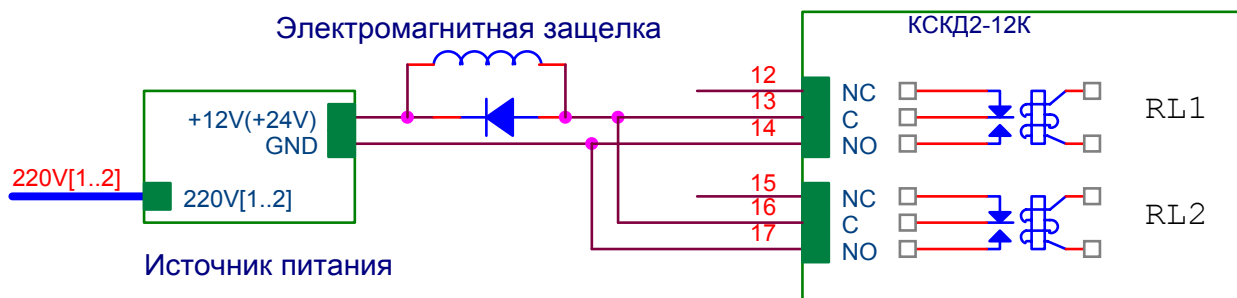 Электромагнитная защелка
КСКД2-12К
+12V(+24V)
GND
220V[1..2]
220V[1..2]
Источник питания
12
NC
13
C
14
NO
RL1
15
NC
16
C
17
NO
RL2